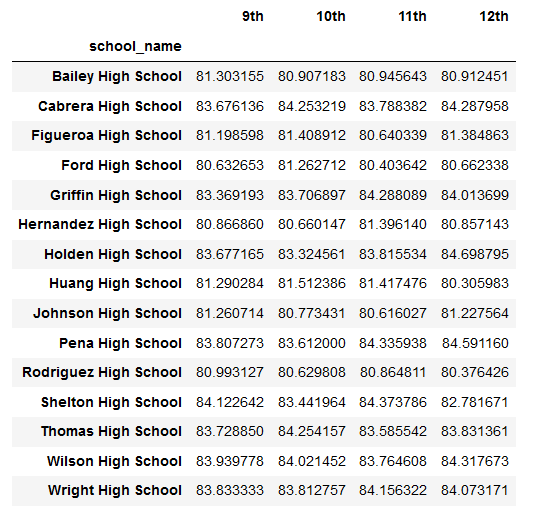 9th 10th 11th 12th
school_name
Bailey High School 81.303155 80.907183 80.945643 80.912451
Cabrera High School 83.676136 84.253219 83.788382 84.287958
Figueroa High School 81.198598 81.408912 80.640339 81.384863
Ford High School 80.632653 81.262712 80.403642 80.662338
Griffin High School 83.369193 83.706897 84.288089 84.013699
Hernandez High School 80.866860 80.660147 81.396140 80.857143
Holden High School 83.677165 83.324561 83.815534 84.698795
Huang High School 81.290284 81.512386 81.417476 80.305983
Johnson High School 81.260714 80.773431 80.616027 81.227564
Pena High School 83.807273 83.612000 84.335938 84.591160
Rodriguez High School 80.993127 80.629808 80.864811 80.376426
Shelton High School 84.122642 83.441964 84.373786 82.781671
Thomas High School 83.728850 84.254157 83.585542 83.831361
Wilson High School 83.939778 84.021452 83.764608 84.317673
Wright High School 83.833333 83.812757 84.156322 84.073171